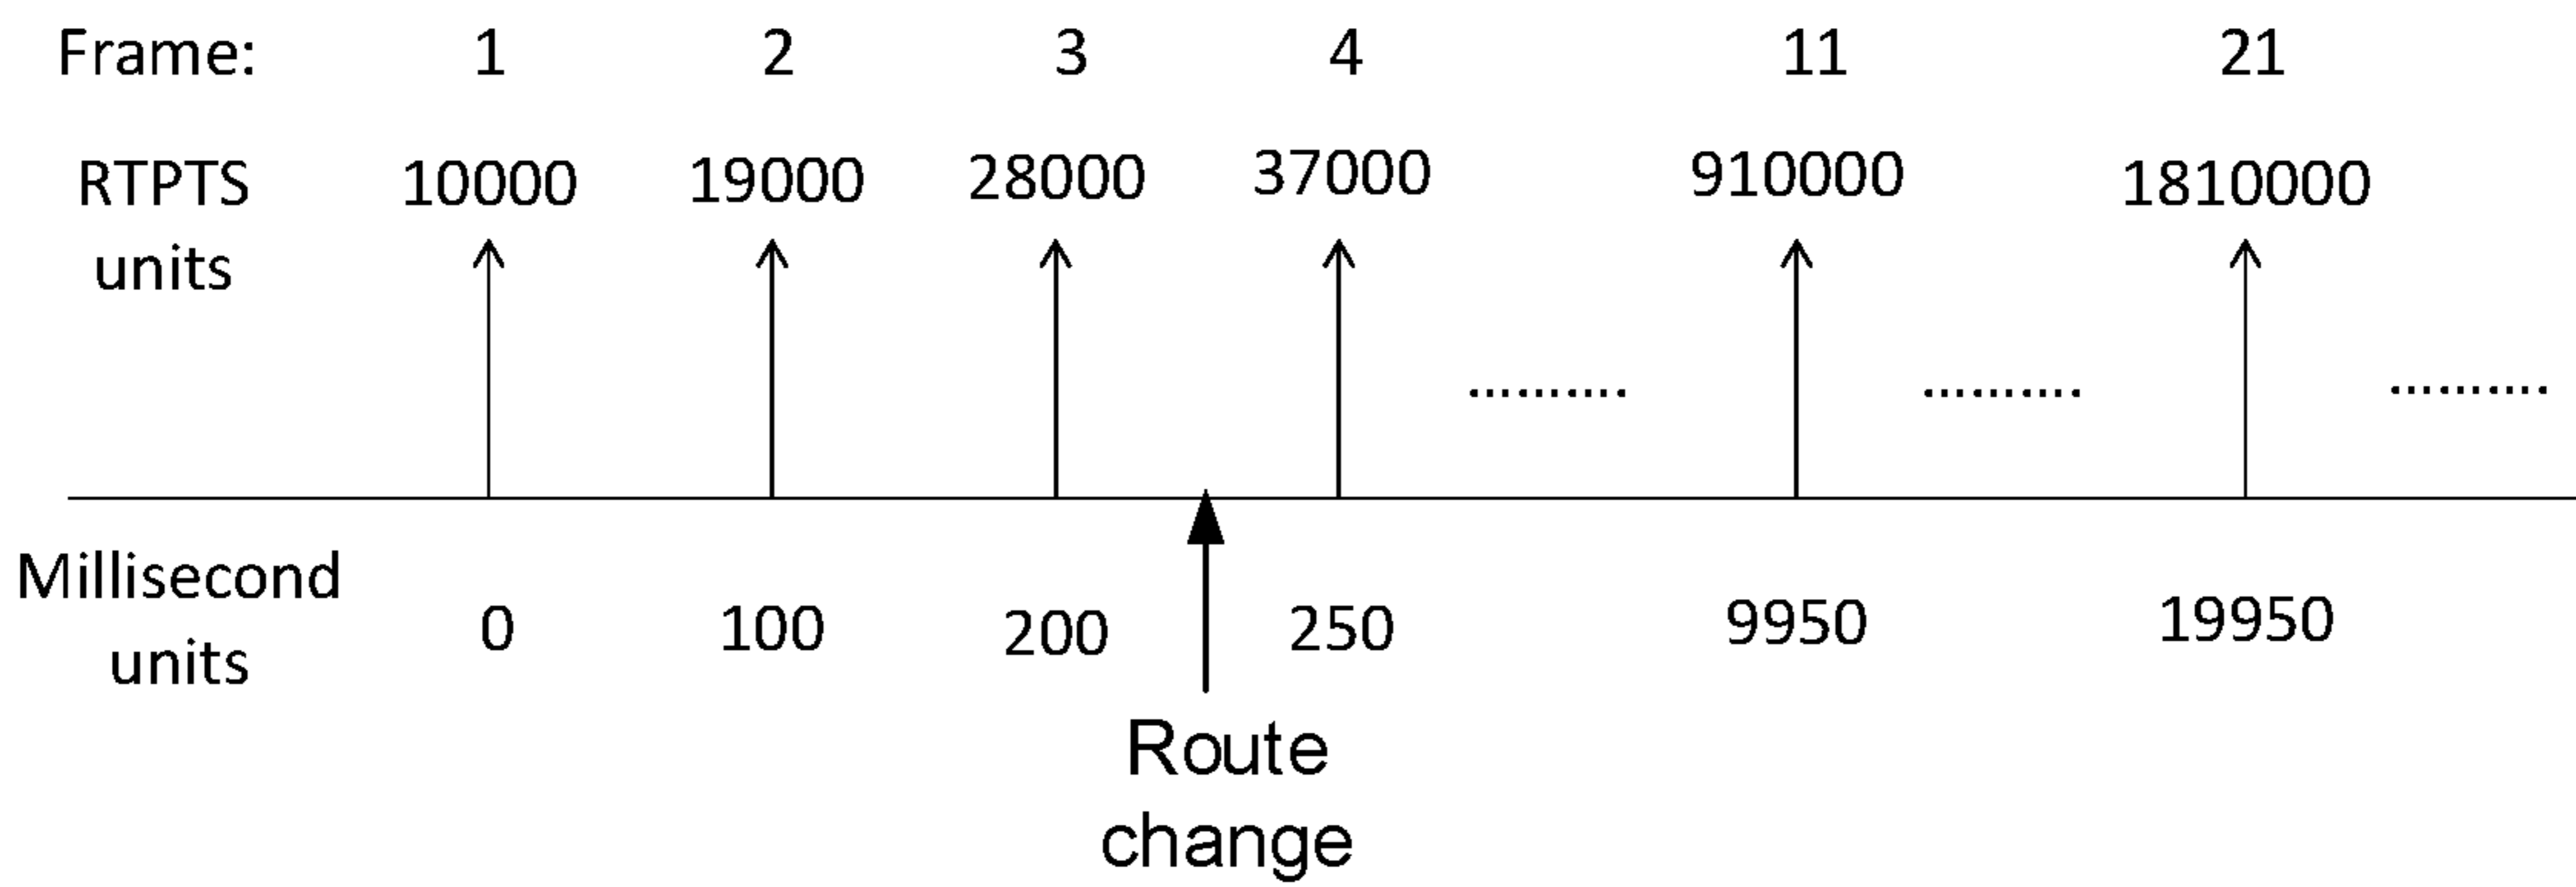 Frame: 1 2 3 4 11 21
RTPTS units 10000 19000 28000 37000 910000 1810000
.......... .......... ..........
Millisecond units 0 100 200 250 9950 19950
Route
change